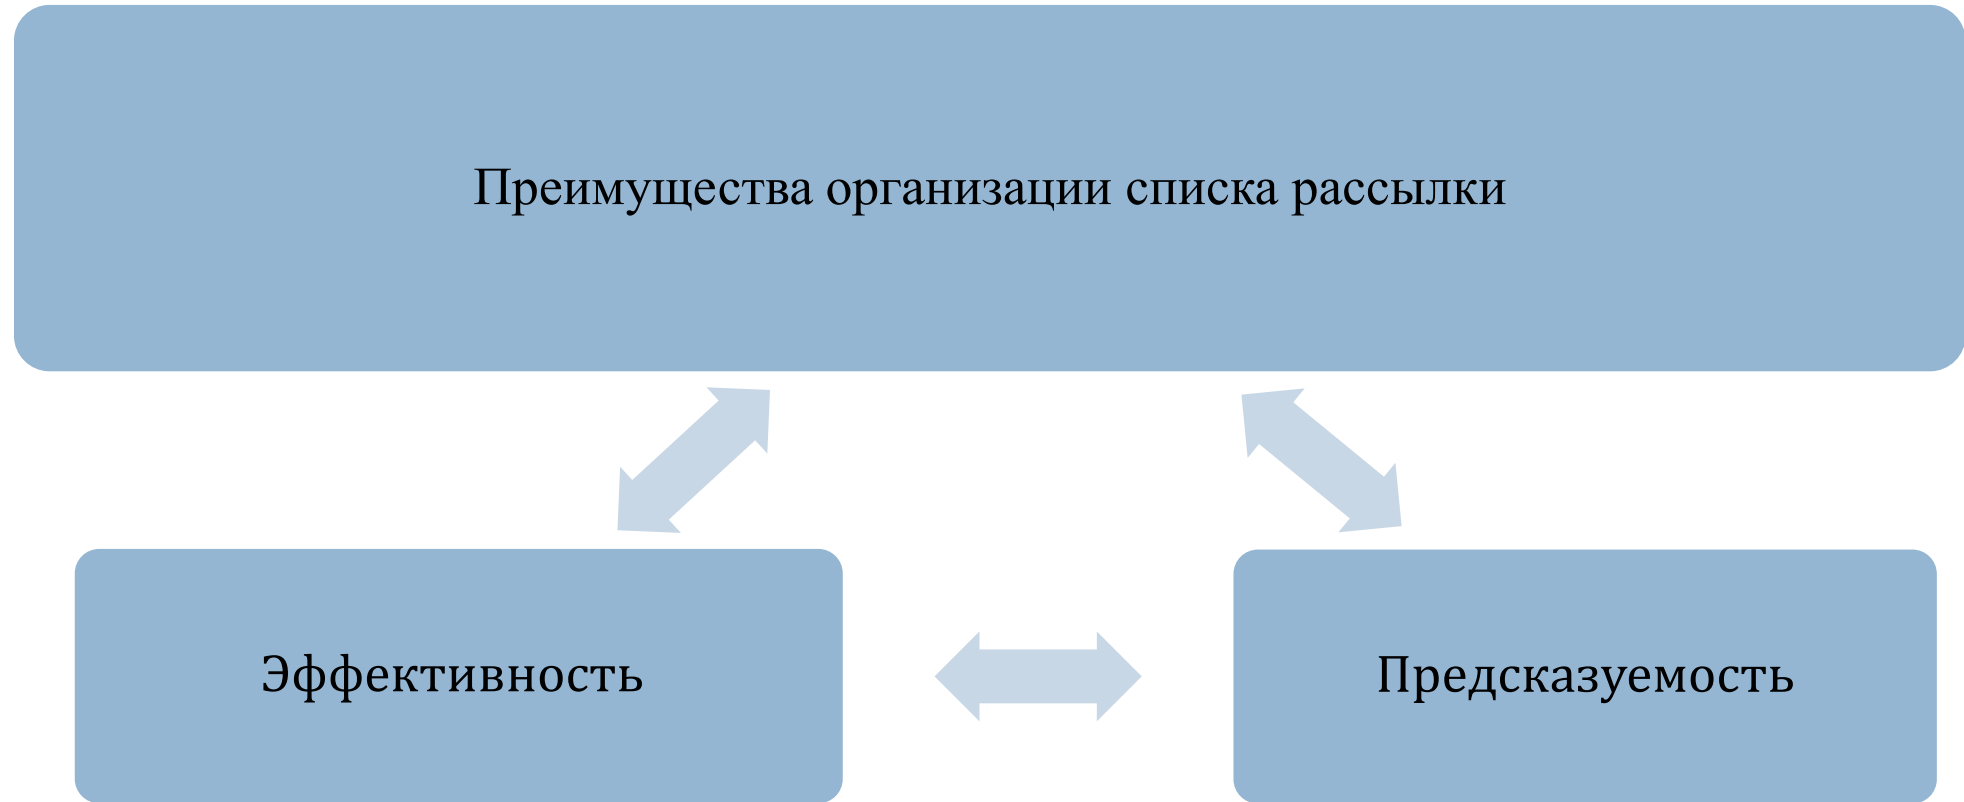 Преимущества организации списка рассылки
Эффективность
Предсказуемость